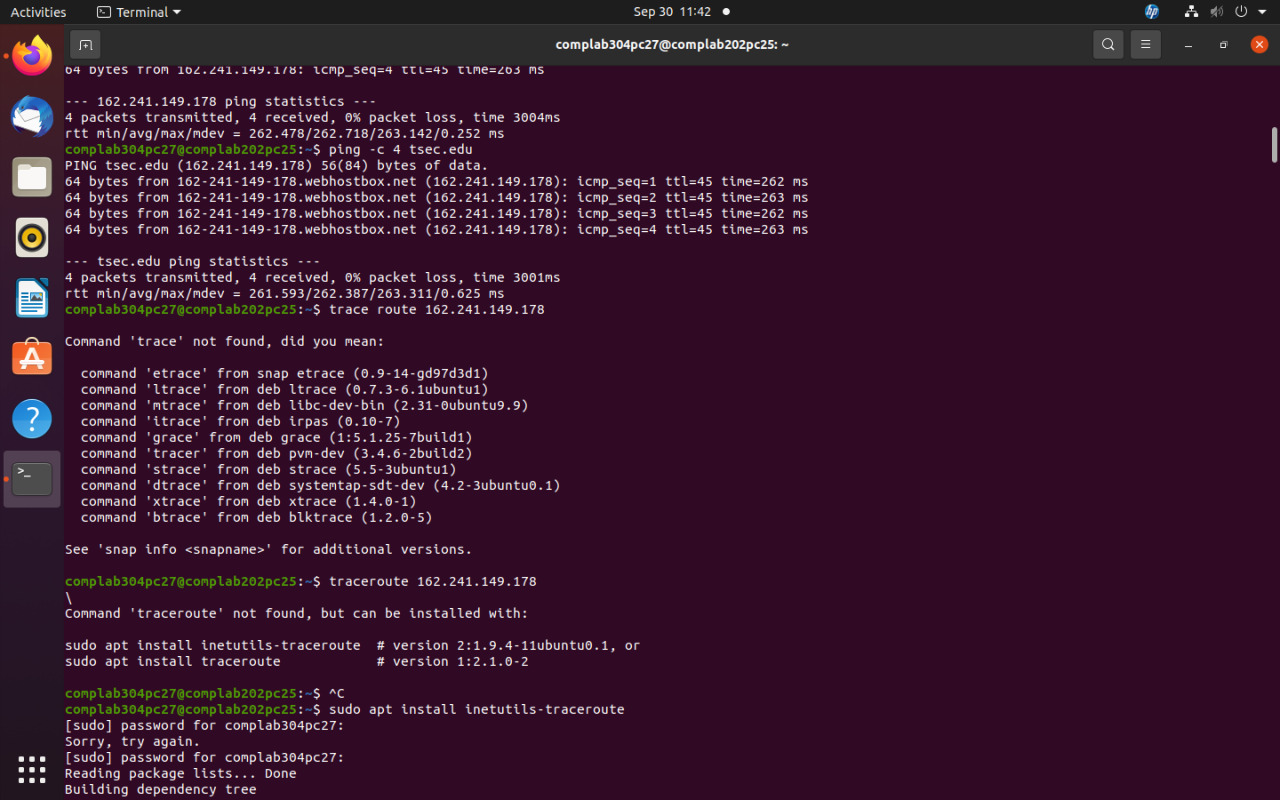 Activities
Terminal
Sep 30 11:42
hp
complab304pc27@complab202pc25: ~
64 bytes from 162.241.149.178: icmp_seq=4 ttl=45 time=263 ms
--- 162.241.149.178 ping statistics ---
4 packets transmitted, 4 received, 0% packet loss, time 3004ms
rtt min/avg/max/mdev = 262.478/262.718/263.142/0.252 ms
complab304pc27@complab202pc25:~$ ping -c 4 tsec.edu
PING tsec.edu (162.241.149.178) 56(84) bytes of data.
64 bytes from 162-241-149-178.webhostbox.net (162.241.149.178): icmp_seq=1 ttl=45 time=262 ms
64 bytes from 162-241-149-178.webhostbox.net (162.241.149.178): icmp_seq=2 ttl=45 time=263 ms
64 bytes from 162-241-149-178.webhostbox.net (162.241.149.178): icmp_seq=3 ttl=45 time=262 ms
64 bytes from 162-241-149-178.webhostbox.net (162.241.149.178): icmp_seq=4 ttl=45 time=263 ms
--- tsec.edu ping statistics ---
4 packets transmitted, 4 received, 0% packet loss, time 3001ms
rtt min/avg/max/mdev = 261.593/262.387/263.311/0.625 ms
complab304pc27@complab202pc25:~$ trace route 162.241.149.178
Command 'trace' not found, did you mean:
command 'etrace' from snap etrace (0.9-14-gd97d3d1)
command 'ltrace' from deb ltrace (0.7.3-6.1ubuntu1)
command 'mtrace' from deb libc-dev-bin (2.31-0ubuntu9.9)
command 'itrace' from deb irpas (0.10-7)
command 'grace' from deb grace (1:5.1.25-7build1)
command 'tracer' from deb pvm-dev (3.4.6-2build2)
command 'strace' from deb strace (5.5-3ubuntu1)
command 'dtrace' from deb systemtap-sdt-dev (4.2-3ubuntu0.1)
command 'xtrace' from deb xtrace (1.4.0-1)
command 'btrace' from deb blktrace (1.2.0-5)
See 'snap info <snapname>' for additional versions.
complab304pc27@complab202pc25:~$ traceroute 162.241.149.178
\
Command 'traceroute' not found, but can be installed with:
sudo apt install inetutils-traceroute  # version 2:1.9.4-11ubuntu0.1, or
sudo apt install traceroute            # version 1:2.1.0-2
complab304pc27@complab202pc25:~$ ^C
complab304pc27@complab202pc25:~$ sudo apt install inetutils-traceroute
[sudo] password for complab304pc27:
Sorry, try again.
[sudo] password for complab304pc27:
Reading package lists... Done
Building dependency tree